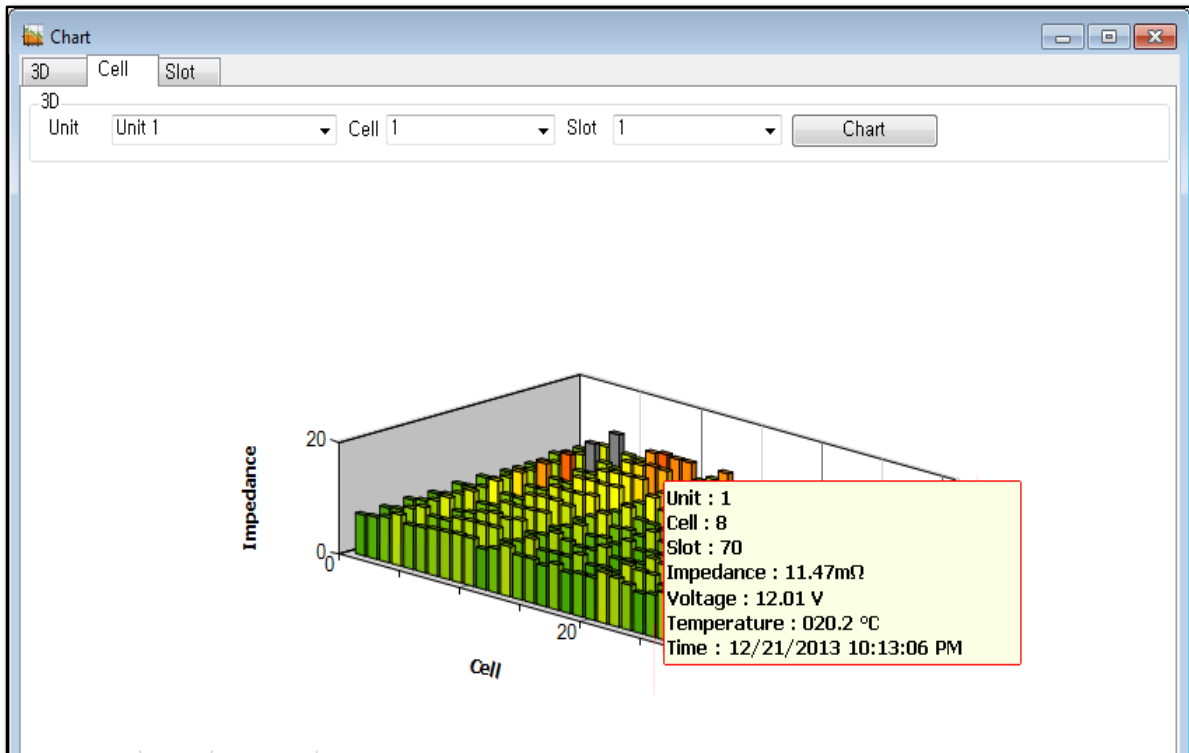 Chart
3D Cell Slot
3D
Unit Unit 1 Cell 1 Slot 1 Chart
20
Impedance
0
0
20
Cell
Unit : 1
Cell : 8
Slot : 70
Impedance : 11.47mΩ
Voltage : 12.01 V
Temperature : 020.2 ºC
Time : 12/21/2013 10:13:06 PM